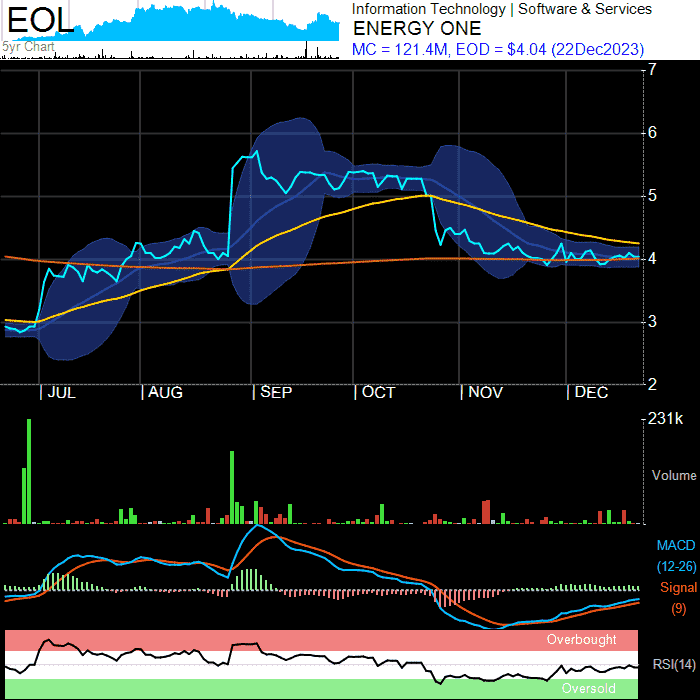 EOL
5yr Chart
Information Technology | Software & Services
ENERGY ONE
MC = 121.4M, EOD = $4.04 (22Dec2023)
7
6
5
4
3
2
JUL AUG SEP OCT NOV DEC
231k
Volume
MACD
(12-26)
Signal
(9)
Overbought
RSI(14)
Oversold